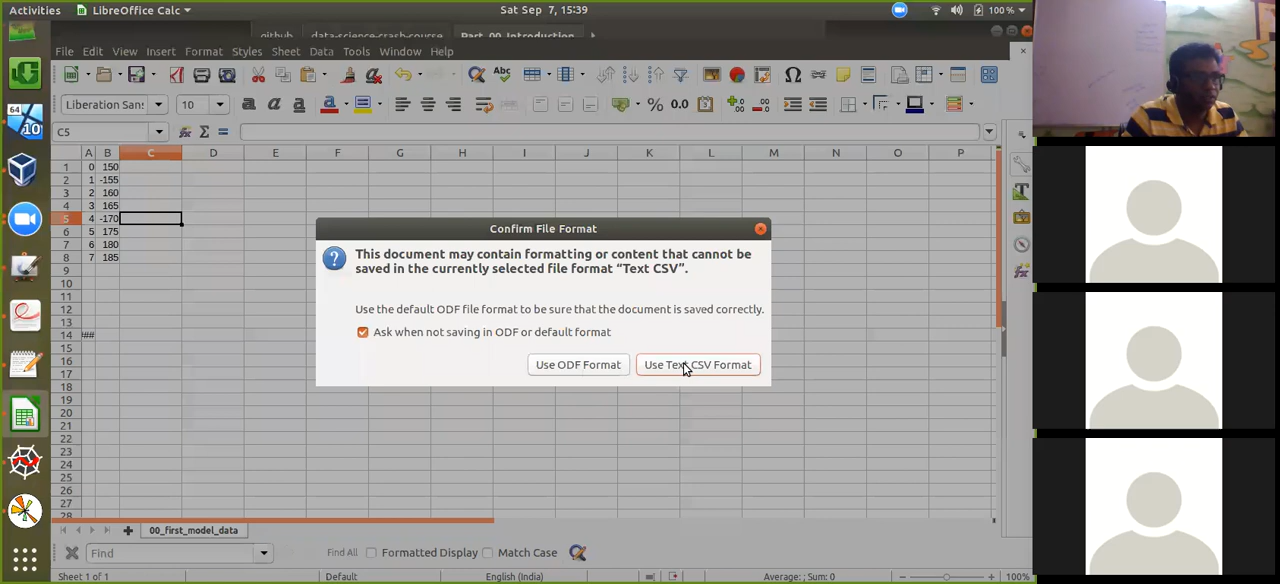 Activities LibreOffice Calc Sat Sep 7, 15:39 100 %
github data-science-crash-course Part_00_Introduction
File Edit View Insert Format Styles Sheet Data Tools Window Help
Liberation Sans 10
C5
A B C D E F G H I J K L M N O P
1 0 150
2 1 -155
3 2 160
4 3 165
5 4 -170
6 5 175
7 6 180
8 7 185
9
10
11
12
13
14 ###
15
16
17
18
19
20
21
22
23
24
25
26
27
28
Confirm File Format
This document may contain formatting or content that cannot be
saved in the currently selected file format “Text CSV”.
Use the default ODF file format to be sure that the document is saved correctly.
Ask when not saving in ODF or default format
Use ODF Format Use Text CSV Format
00_first_model_data
Find Find All Formatted Display Match Case
Sheet 1 of 1 Default English (India) Average: ; Sum: 0 100%